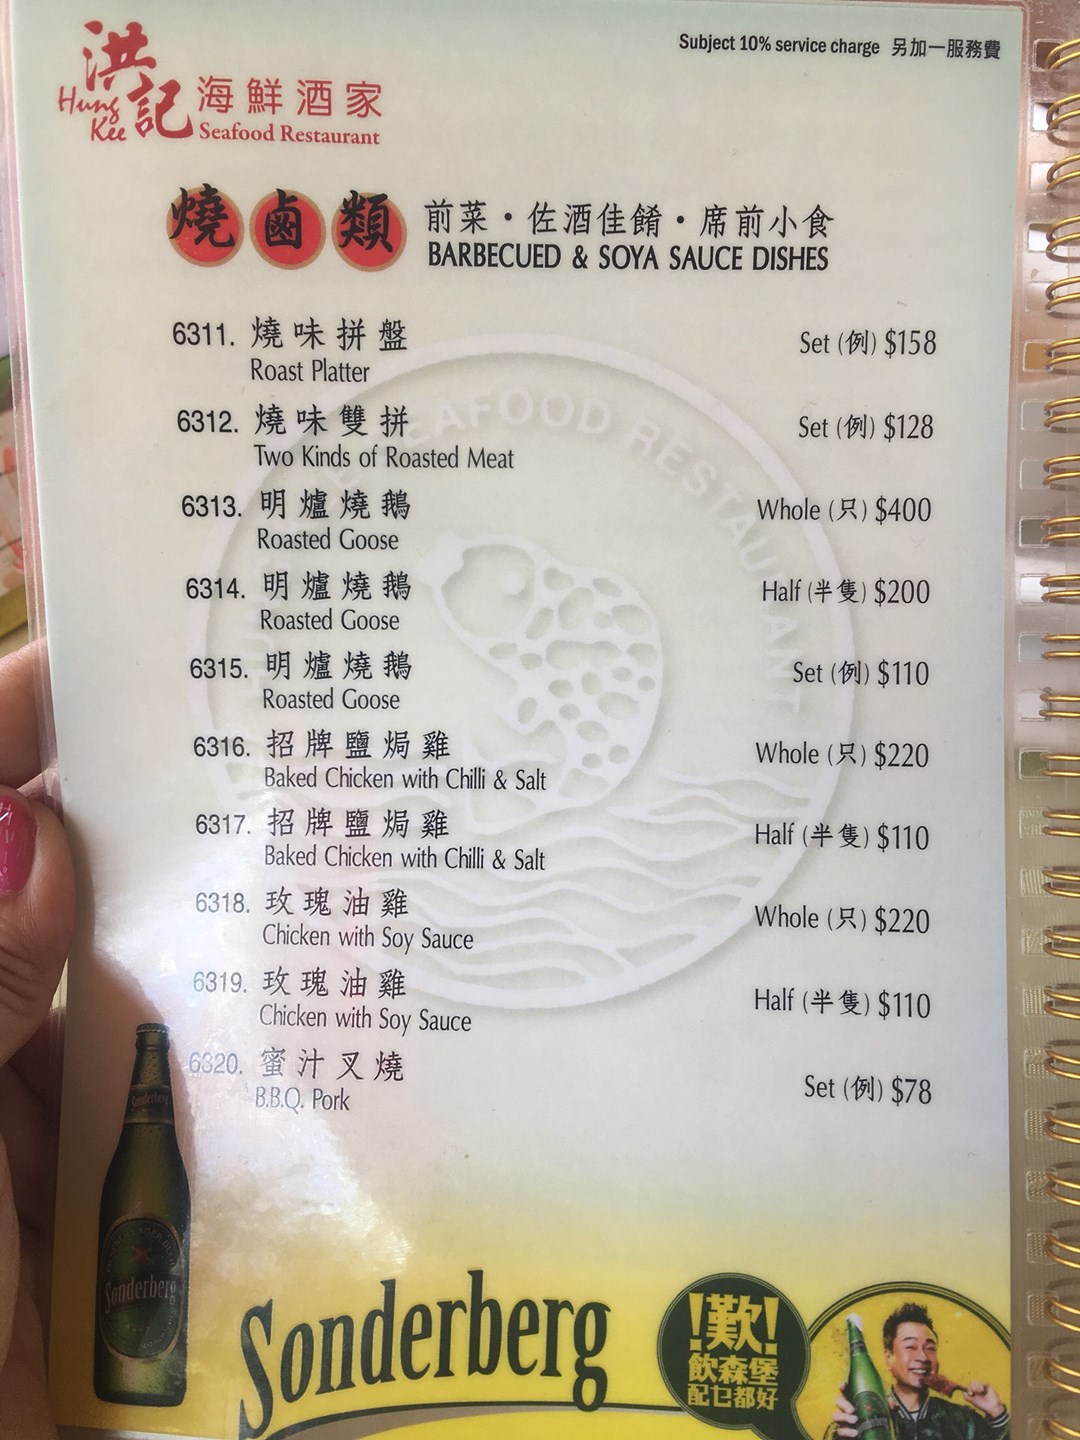 Subject 10% service charge 另加一服務費
洪記 海鮮酒家
Hung Kee Seafood Restaurant
燒鹵類 前菜・佐酒佳餚・席前小食
BARBECUED & SOYA SAUCE DISHES
6311. 燒味拼盤 Set (例) $158
Roast Platter
6312. 燒味雙拼 Set (例) $128
Two Kinds of Roasted Meat
6313. 明爐燒鵝 Whole (只) $400
Roasted Goose
6314. 明爐燒鵝 Half (半隻) $200
Roasted Goose
6315. 明爐燒鵝 Set (例) $110
Roasted Goose
6316. 招牌鹽焗雞 Whole (只) $220
Baked Chicken with Chilli & Salt
6317. 招牌鹽焗雞 Half (半隻) $110
Baked Chicken with Chilli & Salt
6318. 玫瑰油雞 Whole (只) $220
Chicken with Soy Sauce
6319. 玫瑰油雞 Half (半隻) $110
Chicken with Soy Sauce
6320. 蜜汁叉燒 Set (例) $78
B.B.Q. Pork
SEAFOOD RESTAURANT
Sonderberg
Sonderberg
Sonderberg
!歎!
飲森堡
配乜都好